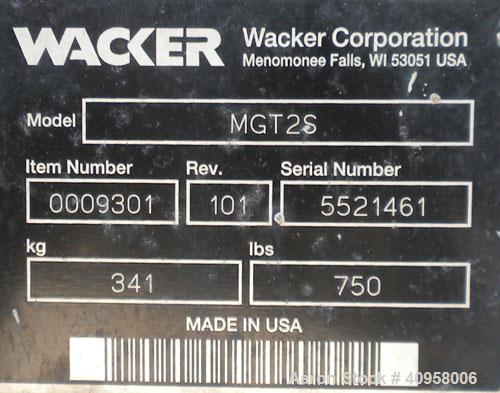 WACKER Wacker Corporation
Menomonee Falls, WI 53051 USA
Model MGT2S
Item Number Rev. Serial Number
0009301 101 5521461
kg lbs
341 750
MADE IN USA
Aaron Stock # 40958006